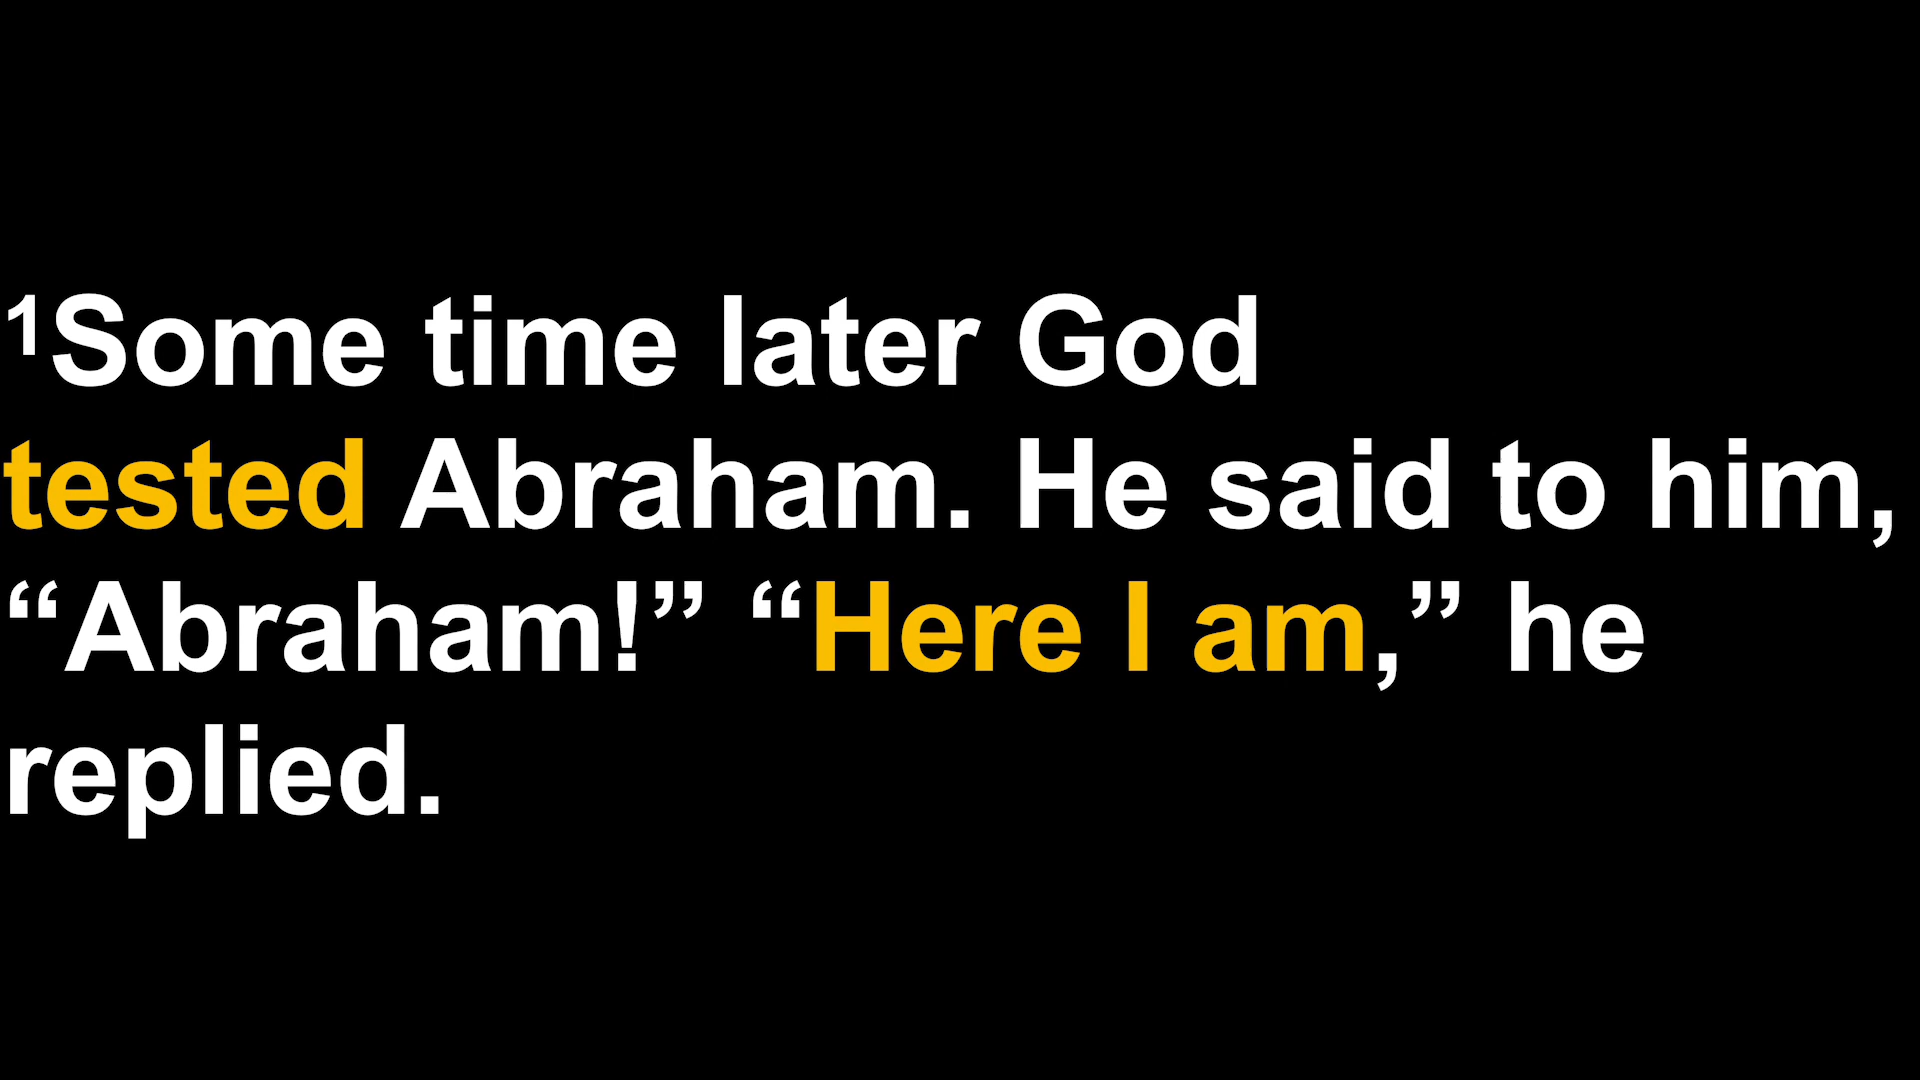 ¹Some time later God
tested Abraham. He said to him,
“Abraham!” “Here I am,” he
replied.